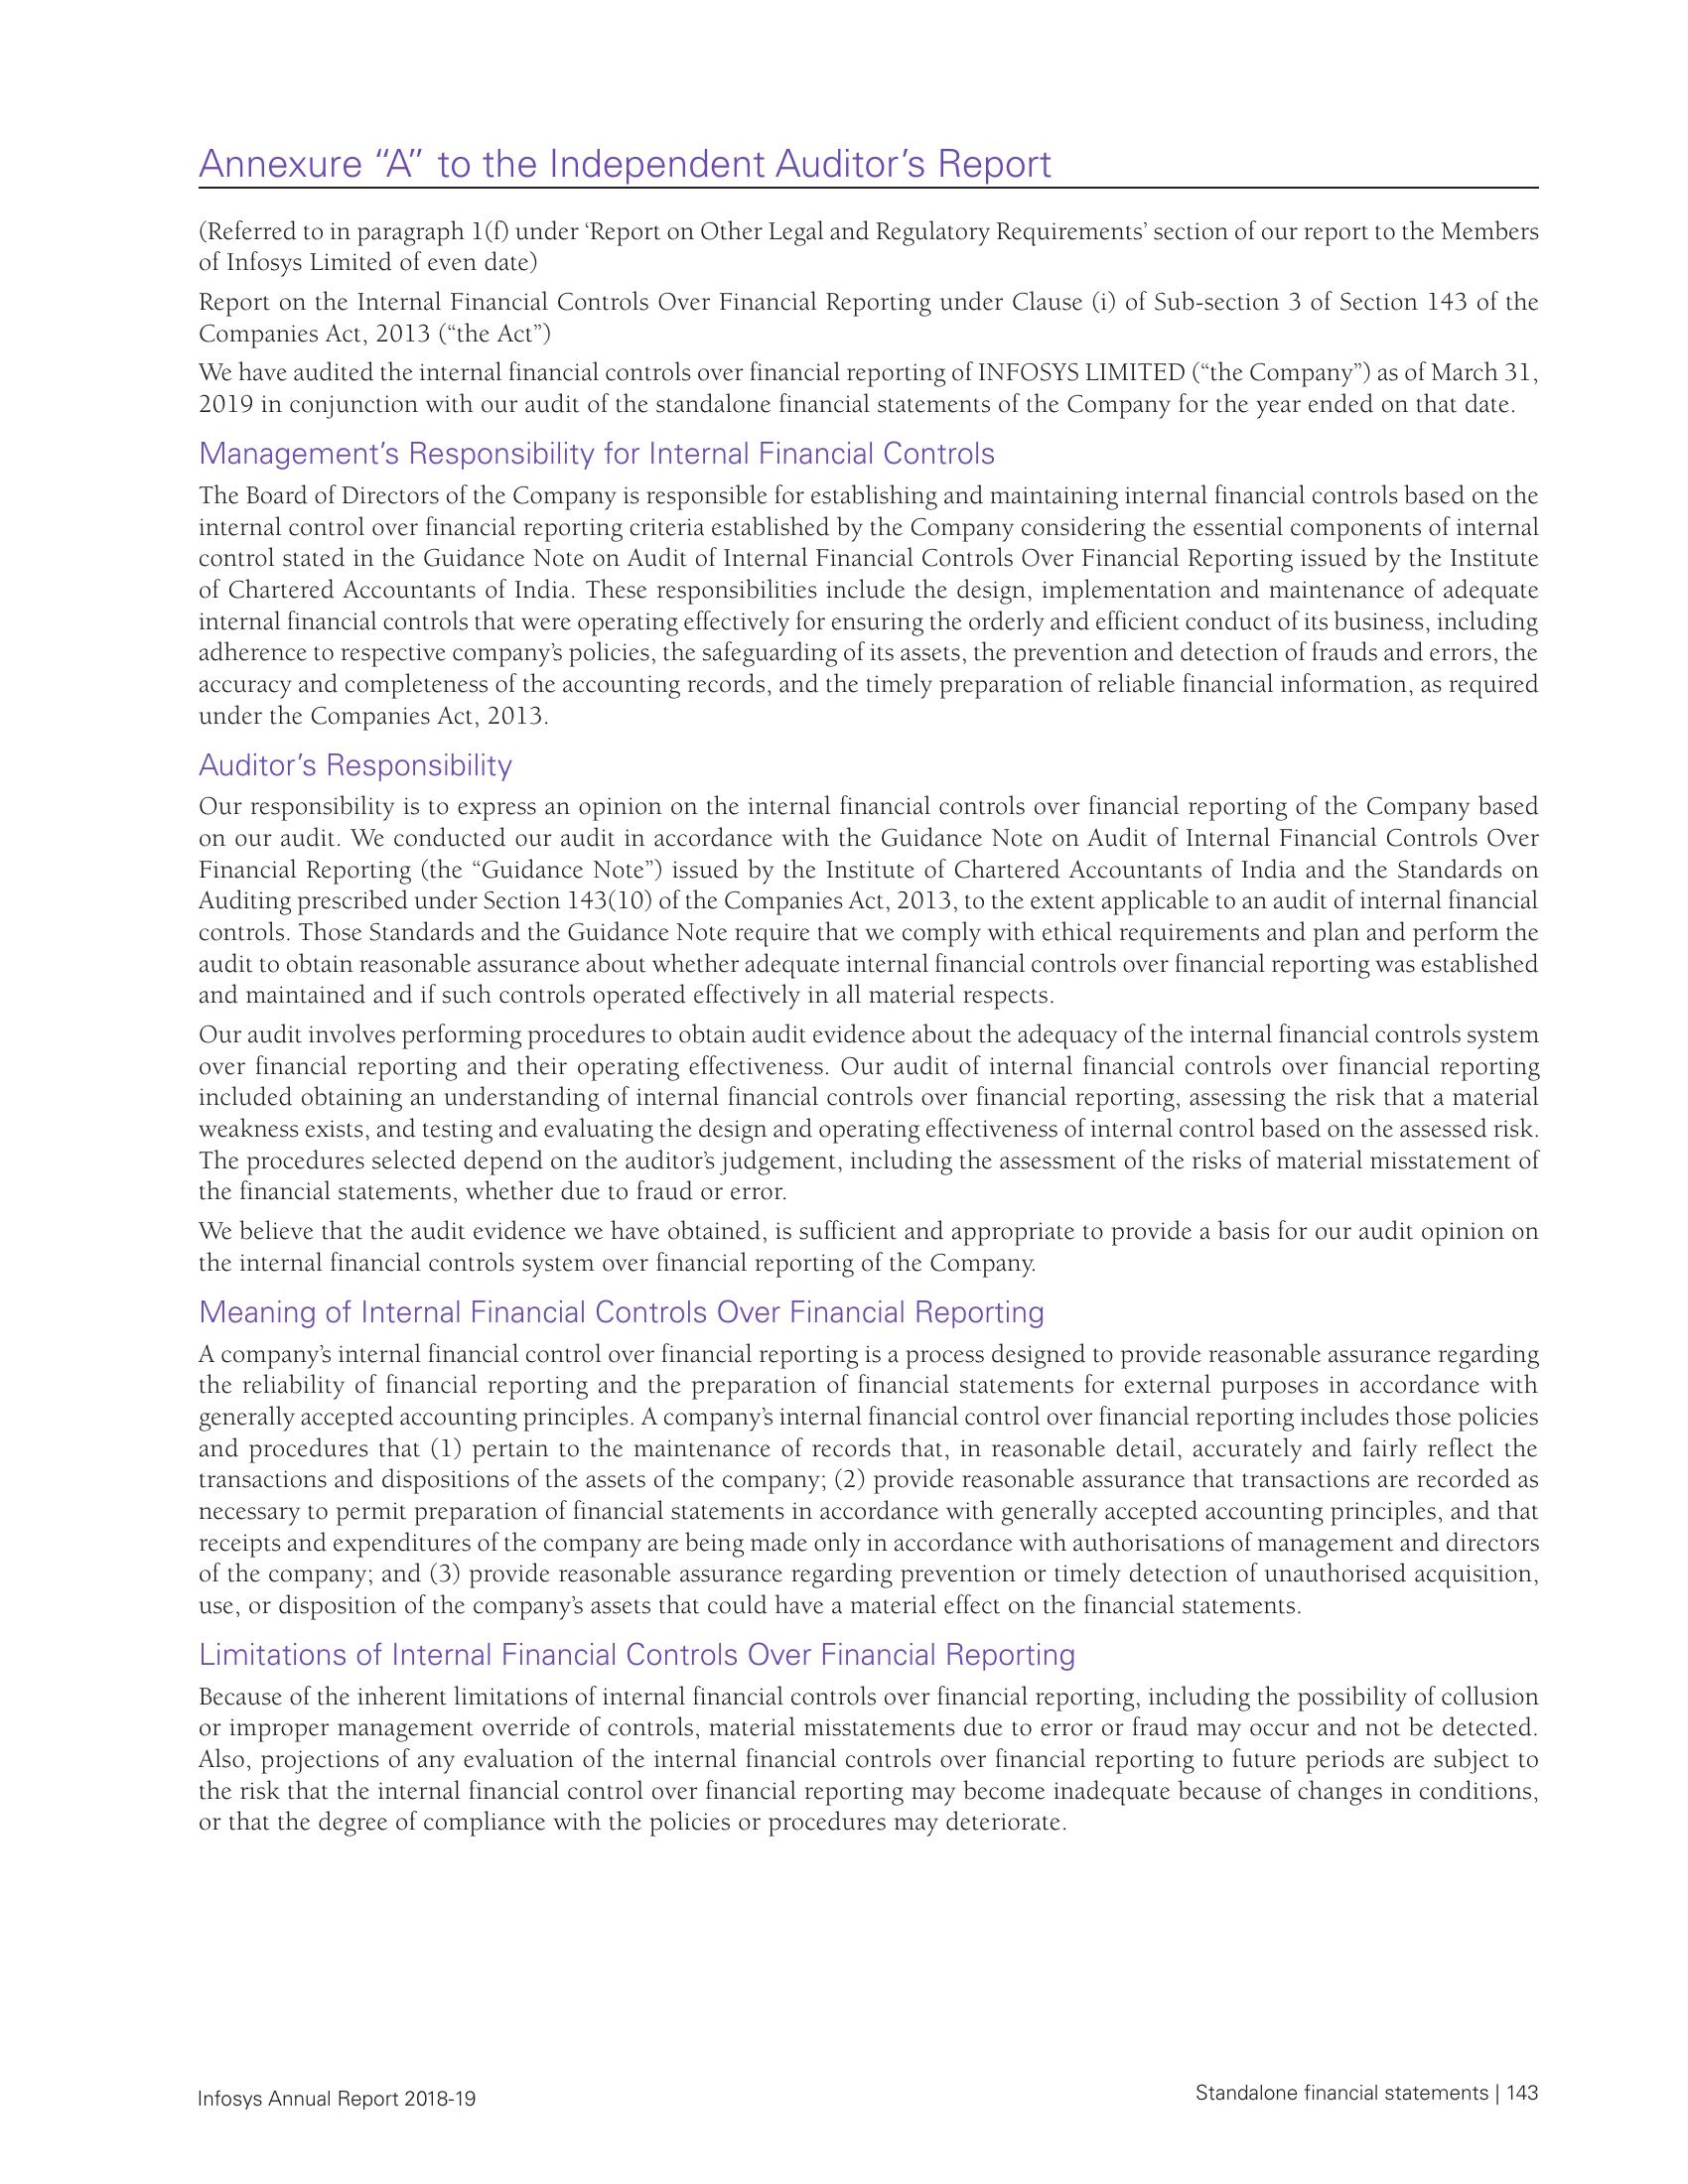 Annexure “A” to the Independent Auditor’s Report
(Referred to in paragraph 1(f) under ‘Report on Other Legal and Regulatory Requirements’ section of our report to the Members
of Infosys Limited of even date)
Report on the Internal Financial Controls Over Financial Reporting under Clause (i) of Sub-section 3 of Section 143 of the
Companies Act, 2013 (“the Act”)
We have audited the internal financial controls over financial reporting of INFOSYS LIMITED (“the Company”) as of March 31,
2019 in conjunction with our audit of the standalone financial statements of the Company for the year ended on that date.
Management’s Responsibility for Internal Financial Controls
The Board of Directors of the Company is responsible for establishing and maintaining internal financial controls based on the
internal control over financial reporting criteria established by the Company considering the essential components of internal
control stated in the Guidance Note on Audit of Internal Financial Controls Over Financial Reporting issued by the Institute
of Chartered Accountants of India. These responsibilities include the design, implementation and maintenance of adequate
internal financial controls that were operating effectively for ensuring the orderly and efficient conduct of its business, including
adherence to respective company’s policies, the safeguarding of its assets, the prevention and detection of frauds and errors, the
accuracy and completeness of the accounting records, and the timely preparation of reliable financial information, as required
under the Companies Act, 2013.
Auditor’s Responsibility
Our responsibility is to express an opinion on the internal financial controls over financial reporting of the Company based
on our audit. We conducted our audit in accordance with the Guidance Note on Audit of Internal Financial Controls Over
Financial Reporting (the “Guidance Note”) issued by the Institute of Chartered Accountants of India and the Standards on
Auditing prescribed under Section 143(10) of the Companies Act, 2013, to the extent applicable to an audit of internal financial
controls. Those Standards and the Guidance Note require that we comply with ethical requirements and plan and perform the
audit to obtain reasonable assurance about whether adequate internal financial controls over financial reporting was established
and maintained and if such controls operated effectively in all material respects.
Our audit involves performing procedures to obtain audit evidence about the adequacy of the internal financial controls system
over financial reporting and their operating effectiveness. Our audit of internal financial controls over financial reporting
included obtaining an understanding of internal financial controls over financial reporting, assessing the risk that a material
weakness exists, and testing and evaluating the design and operating effectiveness of internal control based on the assessed risk.
The procedures selected depend on the auditor’s judgement, including the assessment of the risks of material misstatement of
the financial statements, whether due to fraud or error.
We believe that the audit evidence we have obtained, is sufficient and appropriate to provide a basis for our audit opinion on
the internal financial controls system over financial reporting of the Company.
Meaning of Internal Financial Controls Over Financial Reporting
A company’s internal financial control over financial reporting is a process designed to provide reasonable assurance regarding
the reliability of financial reporting and the preparation of financial statements for external purposes in accordance with
generally accepted accounting principles. A company’s internal financial control over financial reporting includes those policies
and procedures that (1) pertain to the maintenance of records that, in reasonable detail, accurately and fairly reflect the
transactions and dispositions of the assets of the company; (2) provide reasonable assurance that transactions are recorded as
necessary to permit preparation of financial statements in accordance with generally accepted accounting principles, and that
receipts and expenditures of the company are being made only in accordance with authorisations of management and directors
of the company; and (3) provide reasonable assurance regarding prevention or timely detection of unauthorised acquisition,
use, or disposition of the company’s assets that could have a material effect on the financial statements.
Limitations of Internal Financial Controls Over Financial Reporting
Because of the inherent limitations of internal financial controls over financial reporting, including the possibility of collusion
or improper management override of controls, material misstatements due to error or fraud may occur and not be detected.
Also, projections of any evaluation of the internal financial controls over financial reporting to future periods are subject to
the risk that the internal financial control over financial reporting may become inadequate because of changes in conditions,
or that the degree of compliance with the policies or procedures may deteriorate.
Infosys Annual Report 2018-19
Standalone financial statements | 143